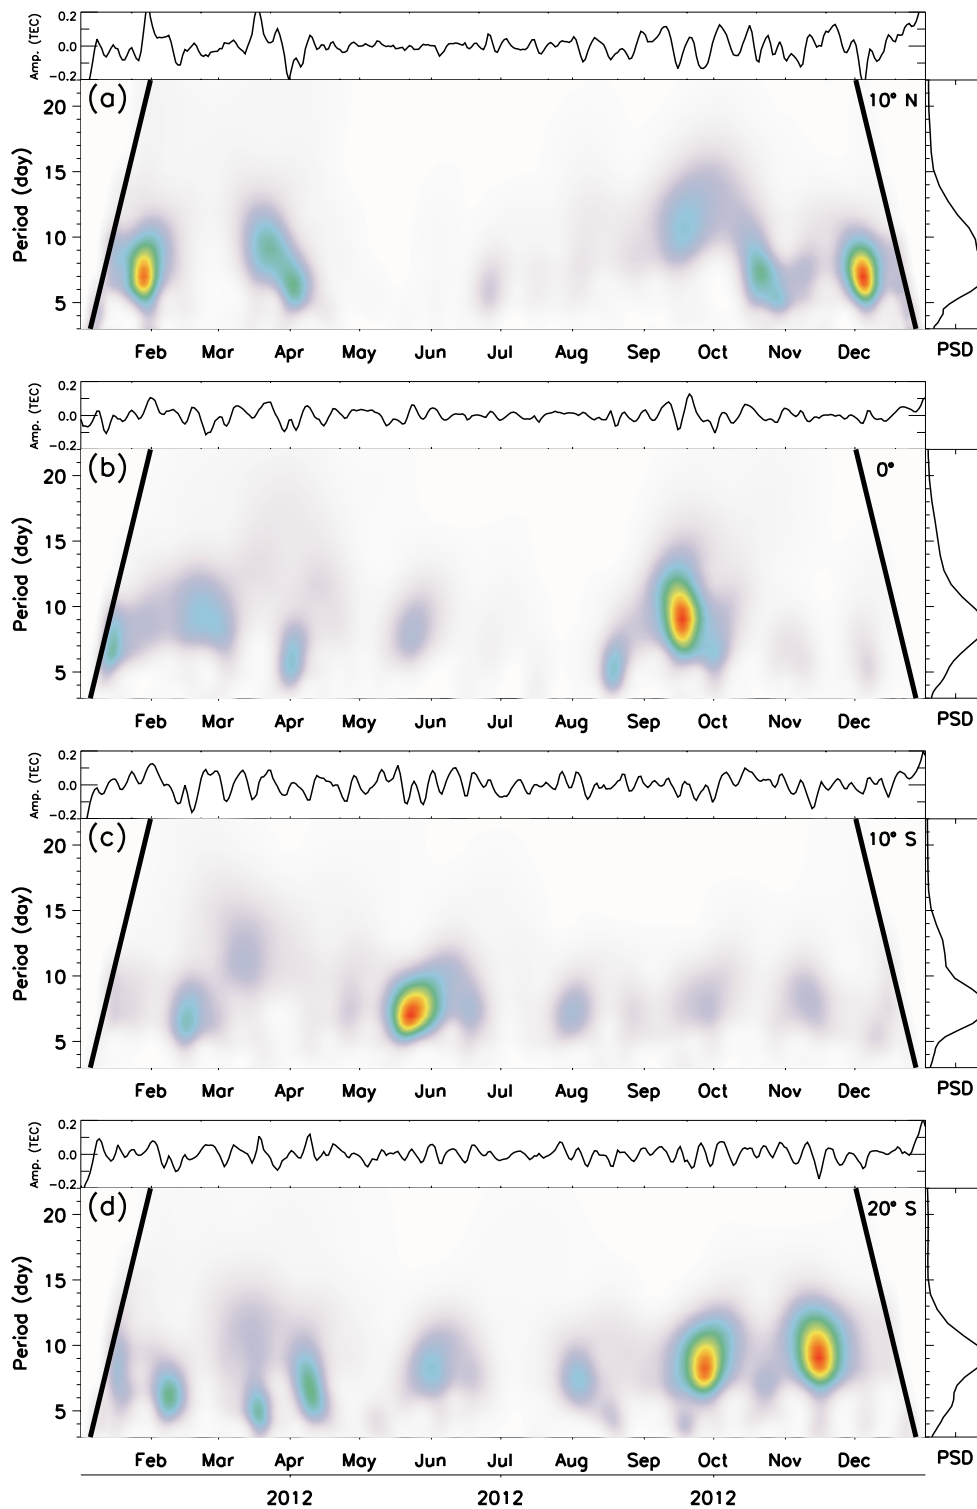 Amp. (TEC)
0.2
0.0
−0.2
(a)
10° N
Period (day)
20
15
10
5
Feb Mar Apr May Jun Jul Aug Sep Oct Nov Dec PSD
Amp. (TEC)
0.2
0.0
−0.2
(b)
0°
Period (day)
20
15
10
5
Feb Mar Apr May Jun Jul Aug Sep Oct Nov Dec PSD
Amp. (TEC)
0.2
0.0
−0.2
(c)
10° S
Period (day)
20
15
10
5
Feb Mar Apr May Jun Jul Aug Sep Oct Nov Dec PSD
Amp. (TEC)
0.2
0.0
−0.2
(d)
20° S
Period (day)
20
15
10
5
Feb Mar Apr May Jun Jul Aug Sep Oct Nov Dec PSD
2012 2012 2012